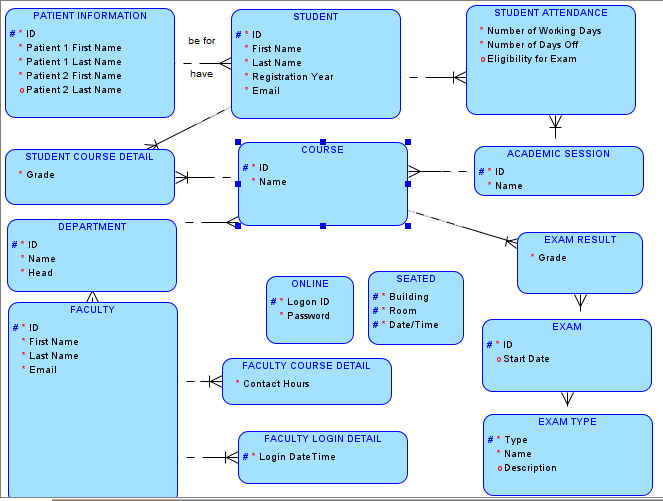 PATIENT INFORMATION
# * ID
* Patient 1 First Name
* Patient 1 Last Name
* Patient 2 First Name
o Patient 2 Last Name
be for
have
STUDENT
# * ID
* First Name
* Last Name
* Registration Year
* Email
STUDENT ATTENDANCE
* Number of Working Days
* Number of Days Off
o Eligibility for Exam
STUDENT COURSE DETAIL
* Grade
COURSE
# * ID
* Name
ACADEMIC SESSION
# * ID
* Name
DEPARTMENT
# * ID
* Name
* Head
EXAM RESULT
* Grade
ONLINE
# * Logon ID
* Password
SEATED
# * Building
# * Room
# * Date/Time
FACULTY
# * ID
* First Name
* Last Name
* Email
EXAM
# * ID
o Start Date
FACULTY COURSE DETAIL
* Contact Hours
EXAM TYPE
# * Type
* Name
o Description
FACULTY LOGIN DETAIL
# * Login DateTime